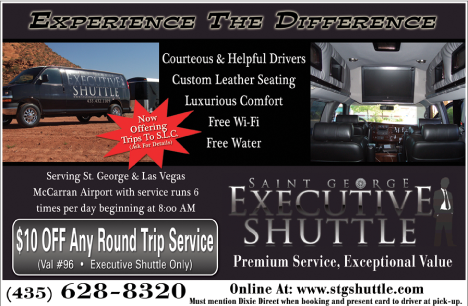 EXPERIENCE THE DIFFERENCE
Courteous & Helpful Drivers
Custom Leather Seating
Luxurious Comfort
Free Wi-Fi
Free Water
EXECUTIVE
SHUTTLE
Now
Offering
Trips To S.L.C.
(Ask For Details)
Serving St. George & Las Vegas
McCarran Airport with service runs 6
times per day beginning at 8:00 AM
$10 OFF Any Round Trip Service
(Val #96 • Executive Shuttle Only)
SAINT GEORGE
EXECUTIVE
SHUTTLE
Premium Service, Exceptional Value
(435) 628-8320
Online At: www.stgshuttle.com
Must mention Dixie Direct when booking and present card to driver at pick-up.